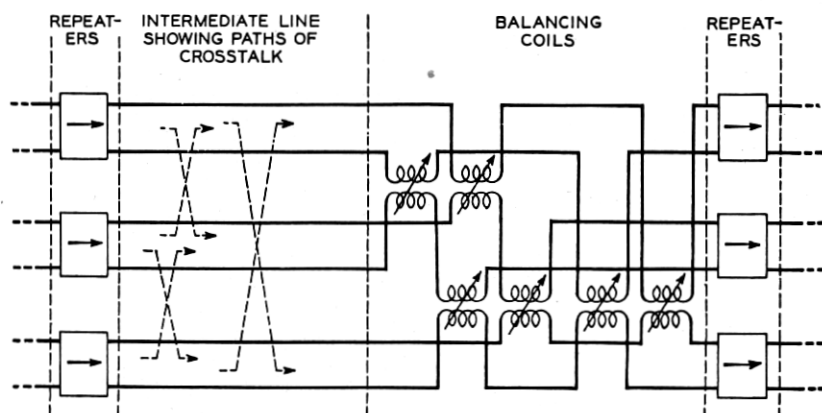 REPEAT-
ERS
INTERMEDIATE LINE
SHOWING PATHS OF
CROSSTALK
BALANCING
COILS
REPEAT-
ERS